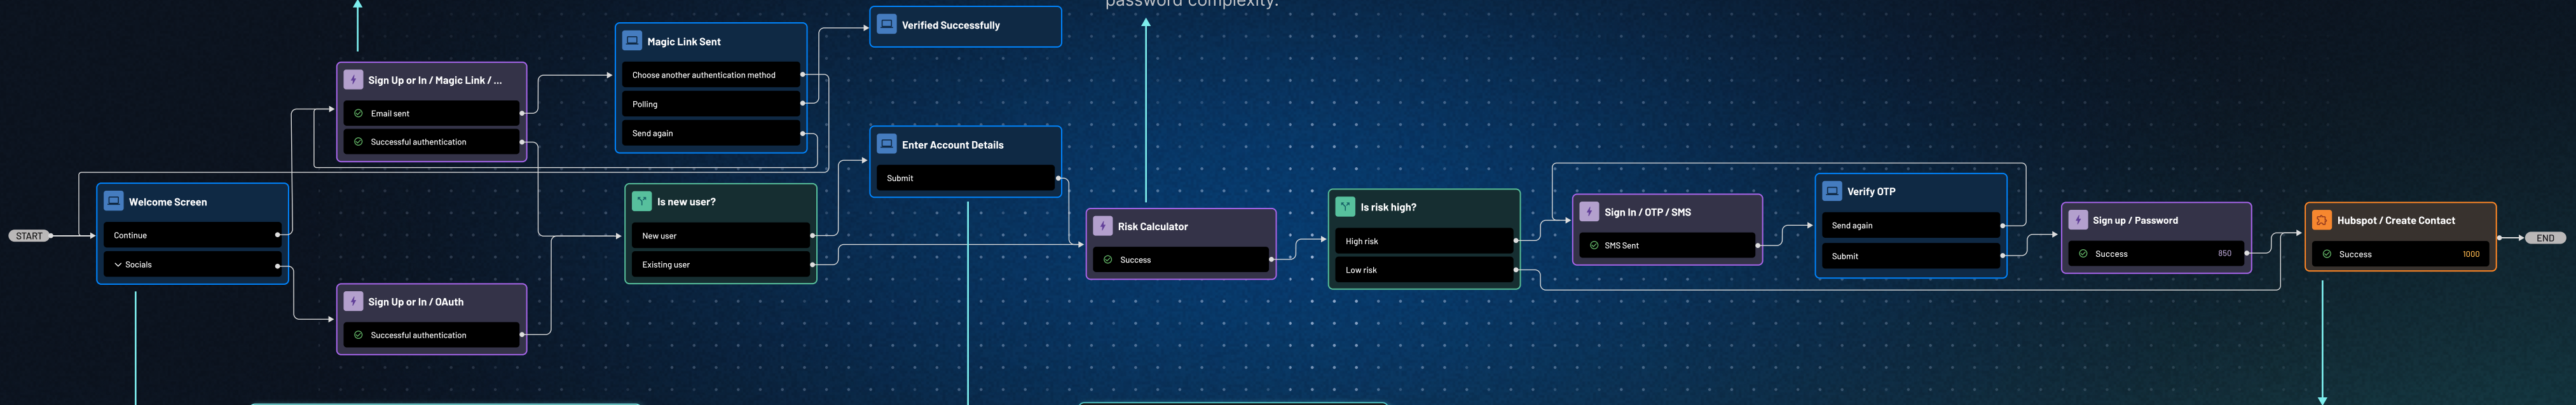 password complexity.
START
Welcome Screen
Continue
Socials
Sign Up or In / Magic Link / ...
Email sent
Successful authentication
Sign Up or In / OAuth
Successful authentication
Magic Link Sent
Choose another authentication method
Polling
Send again
Is new user?
New user
Existing user
Verified Successfully
Enter Account Details
Submit
Risk Calculator
Success
Is risk high?
High risk
Low risk
Sign In / OTP / SMS
SMS Sent
Verify OTP
Send again
Submit
Sign up / Password
Success 850
Hubspot / Create Contact
Success 1000
END